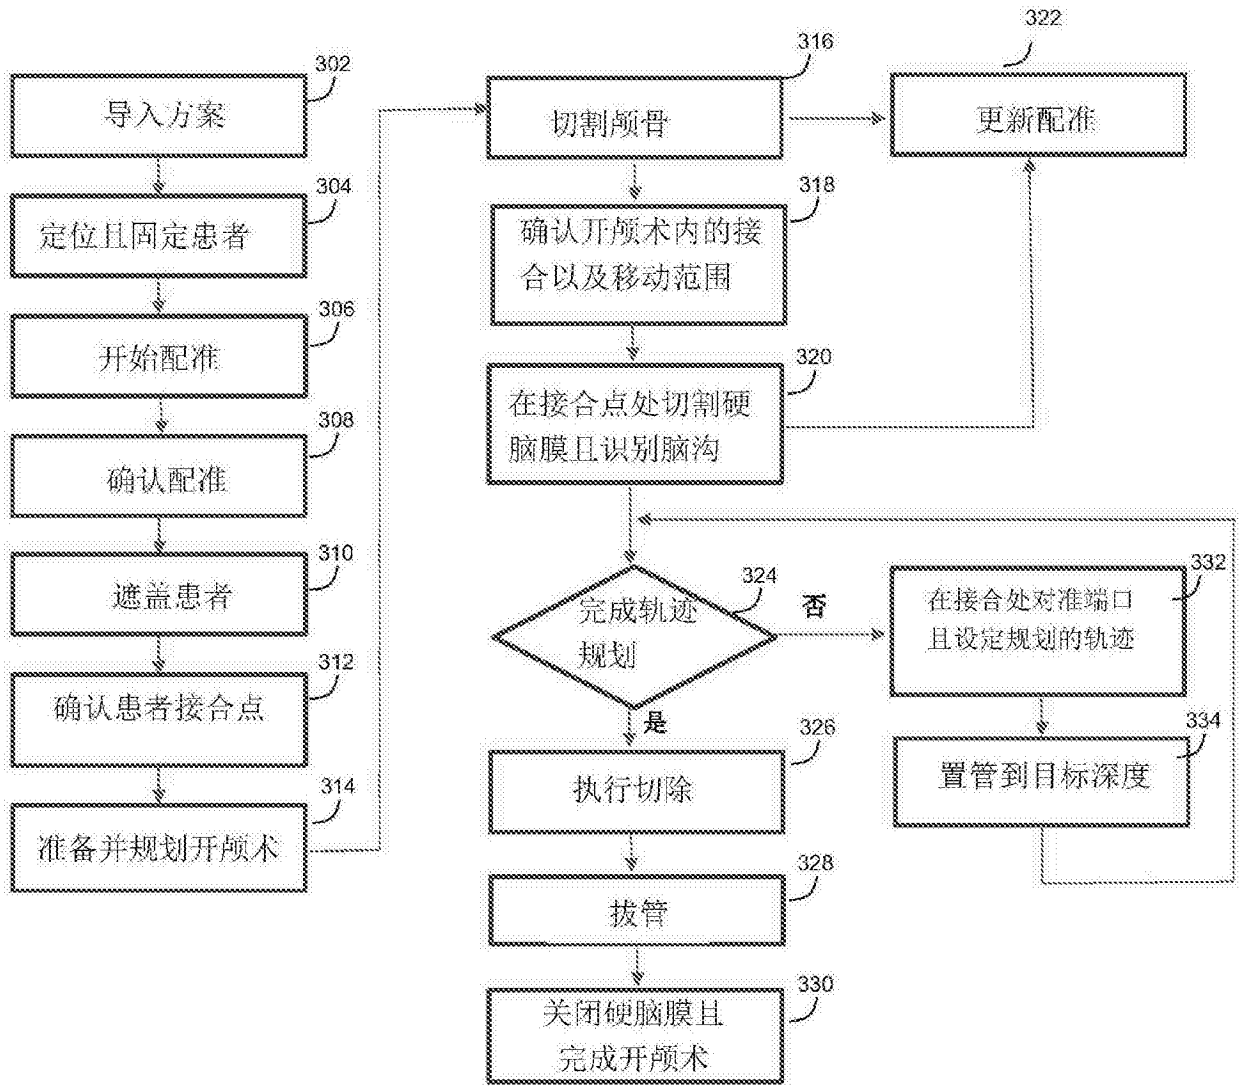 302
导入方案
304
定位且固定患者
306
开始配准
308
确认配准
310
遮盖患者
312
确认患者接合点
314
准备并规划开颅术
316
切割颅骨
318
确认开颅术内的接
合以及移动范围
320
在接合点处切割硬
脑膜且识别脑沟
322
更新配准
324
完成轨迹
规划
否
是
326
执行切除
328
拔管
330
关闭硬脑膜且
完成开颅术
332
在接合处对准端口
且设定规划的轨迹
334
置管到目标深度